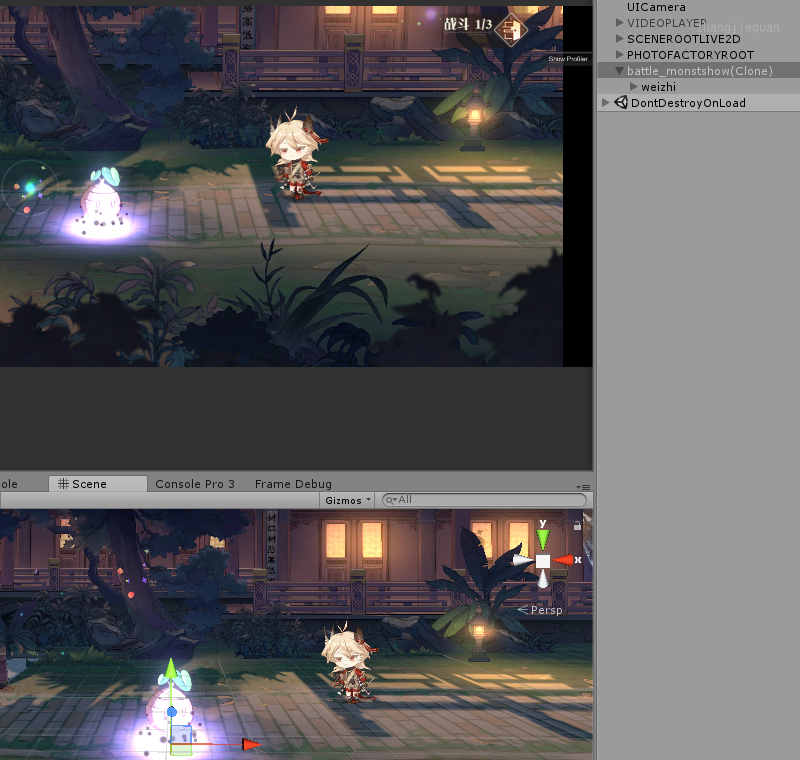 战斗 1/3
Show Profiler
UICamera
VIDEOPLAYER
zhangjiequan
SCENEROOTLIVE2D
PHOTOFACTORYROOT
battle_monstshow(Clone)
weizhi
DontDestroyOnLoad
ole
Scene
Console Pro 3
Frame Debug
Gizmos
All
y
x
Persp